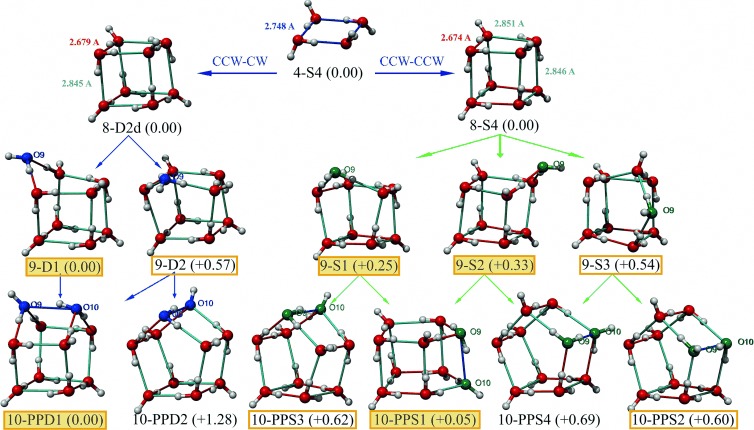 2.748 A
2.851 A
2.679 A
2.674 A
CCW-CW
CCW-CCW
4-S4 (0.00)
2.845 A
2.846 A
8-D2d (0.00)
8-S4 (0.00)
O9
O9
O9
O9
O9
9-D1 (0.00)
9-D2 (+0.57)
9-S1 (+0.25)
9-S2 (+0.33)
9-S3 (+0.54)
O9
O10
O10
O9
O10
O9
O10
O9
O10
O9
O10
10-PPD1 (0.00)
10-PPD2 (+1.28)
10-PPS3 (+0.62)
10-PPS1 (+0.05)
10-PPS4 (+0.69)
10-PPS2 (+0.60)